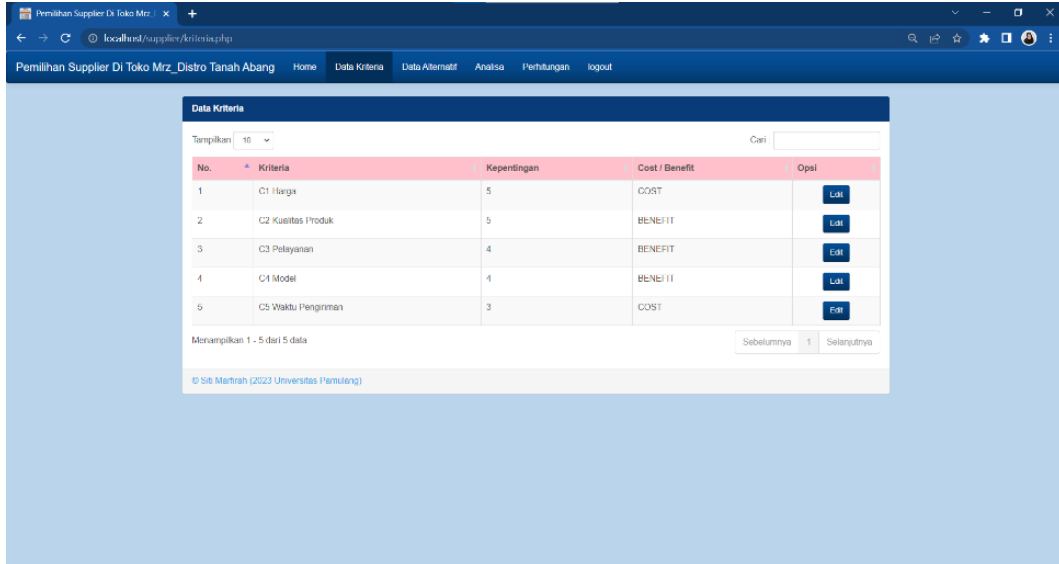 Pemilihan Supplier Di Toko Mrz_
localhost/supplier/kriteria.php
Pemilihan Supplier Di Toko Mrz_Distro Tanah Abang Home Data Kriteria Data Alternatif Analisa Perhitungan logout
Data Kriteria
Tampilkan 10 Cari
No. Kriteria Kepentingan Cost / Benefit Opsi
1 C1 Harga 5 COST Edit
2 C2 Kualitas Produk 5 BENEFIT Edit
3 C3 Pelayanan 4 BENEFIT Edit
4 C4 Model 4 BENEFIT Edit
5 C5 Waktu Pengiriman 3 COST Edit
Menampilkan 1 - 5 dari 5 data Sebelumnya 1 Selanjutnya
© Siti (2023 Universitas Pamulang)